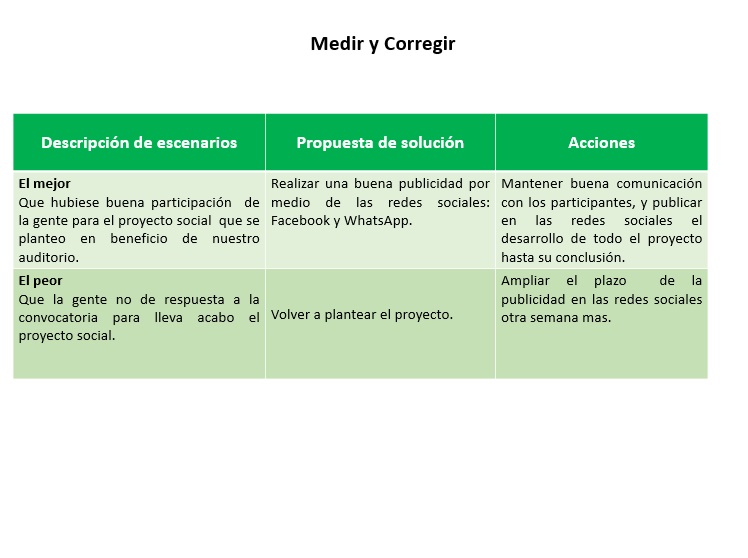 Medir y Corregir
Descripción de escenarios
Propuesta de solución
Acciones
El mejor
Que hubiese buena participación de
la gente para el proyecto social que se
planteo en beneficio de nuestro
auditorio.
Realizar una buena publicidad por
medio de las redes sociales:
Facebook y WhatsApp.
Mantener buena comunicación
con los participantes, y publicar
en las redes sociales el
desarrollo de todo el proyecto
hasta su conclusión.
El peor
Que la gente no de respuesta a la
convocatoria para lleva acabo el
proyecto social.
Volver a plantear el proyecto.
Ampliar el plazo de la
publicidad en las redes sociales
otra semana mas.